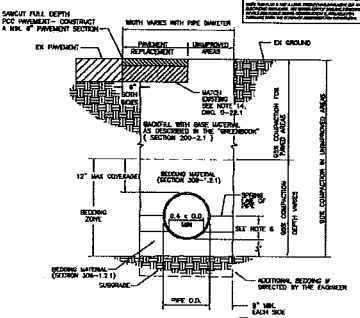 SAWCUT FULL DEPTH
PCC PAVEMENT- CONSTRUCT
A MIN. 6" PAVEMENT SECTION
WIDTH VARIES WITH PIPE DIAMETER
EX PAVEMENT
PAVEMENT
REPLACEMENT
UNIMPROVED
AREAS
EX GROUND
6"
BOTH
SIDES
MATCH
EXISTING
SEE NOTE 14,
BACKFILL WITH BASE MATERIAL
AS DESCRIBED IN THE "GREENBOOK"
( SECTION 200-2.1 )
95% COMPACTION FOR
PAVED AREAS
90% COMPACTION IN UNIMPROVED AREAS
12" MAX COVERAGE
BEDDING MATERIAL
(SECTION 306-1.2.1)
SPRING
LINE OF
PIPE
BEDDING
ZONE
0.4 x O.D.
MIN
SEE NOTE
90% COMPACTION
DEPTH VARIES
BEDDING MATERIAL
(SECTION 306-1.2.1)
SUBGRADE
ADDITIONAL BEDDING IF
DIRECTED BY THE ENGINEER
PIPE O.D.
MIN.
EACH SIDE